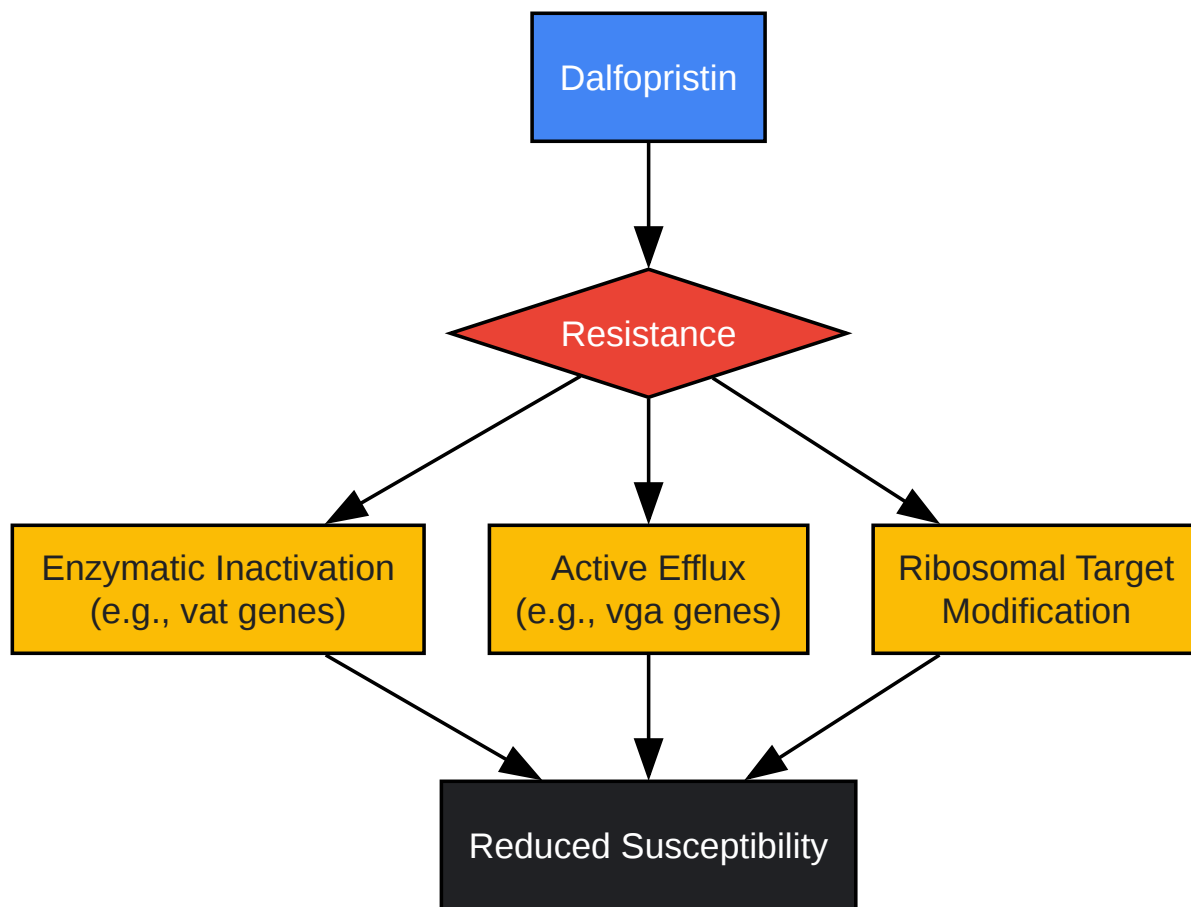 Dalfopristin
Resistance
Enzymatic Inactivation
(e.g., vat genes)
Active Efflux
(e.g., vga genes)
Ribosomal Target
Modification
Reduced Susceptibility